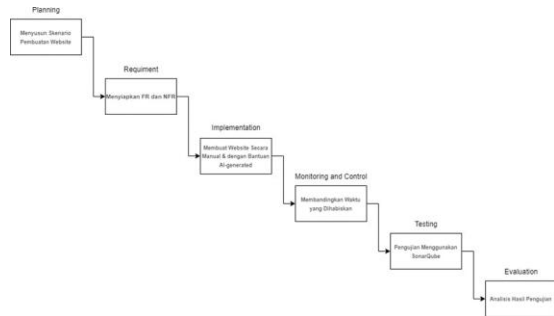 Planning
Menyusun Skenario
Pembuatan Website
Requiment
Menyiapkan FR dan NFR
Implementation
Membuat Website Secara
Manual & dengan Bantuan
AI-generated
Monitoring and Control
Membandingkan Waktu
yang Dihabiskan
Testing
Pengujian Menggunakan
SonarQube
Evaluation
Analisis Hasil Pengujian